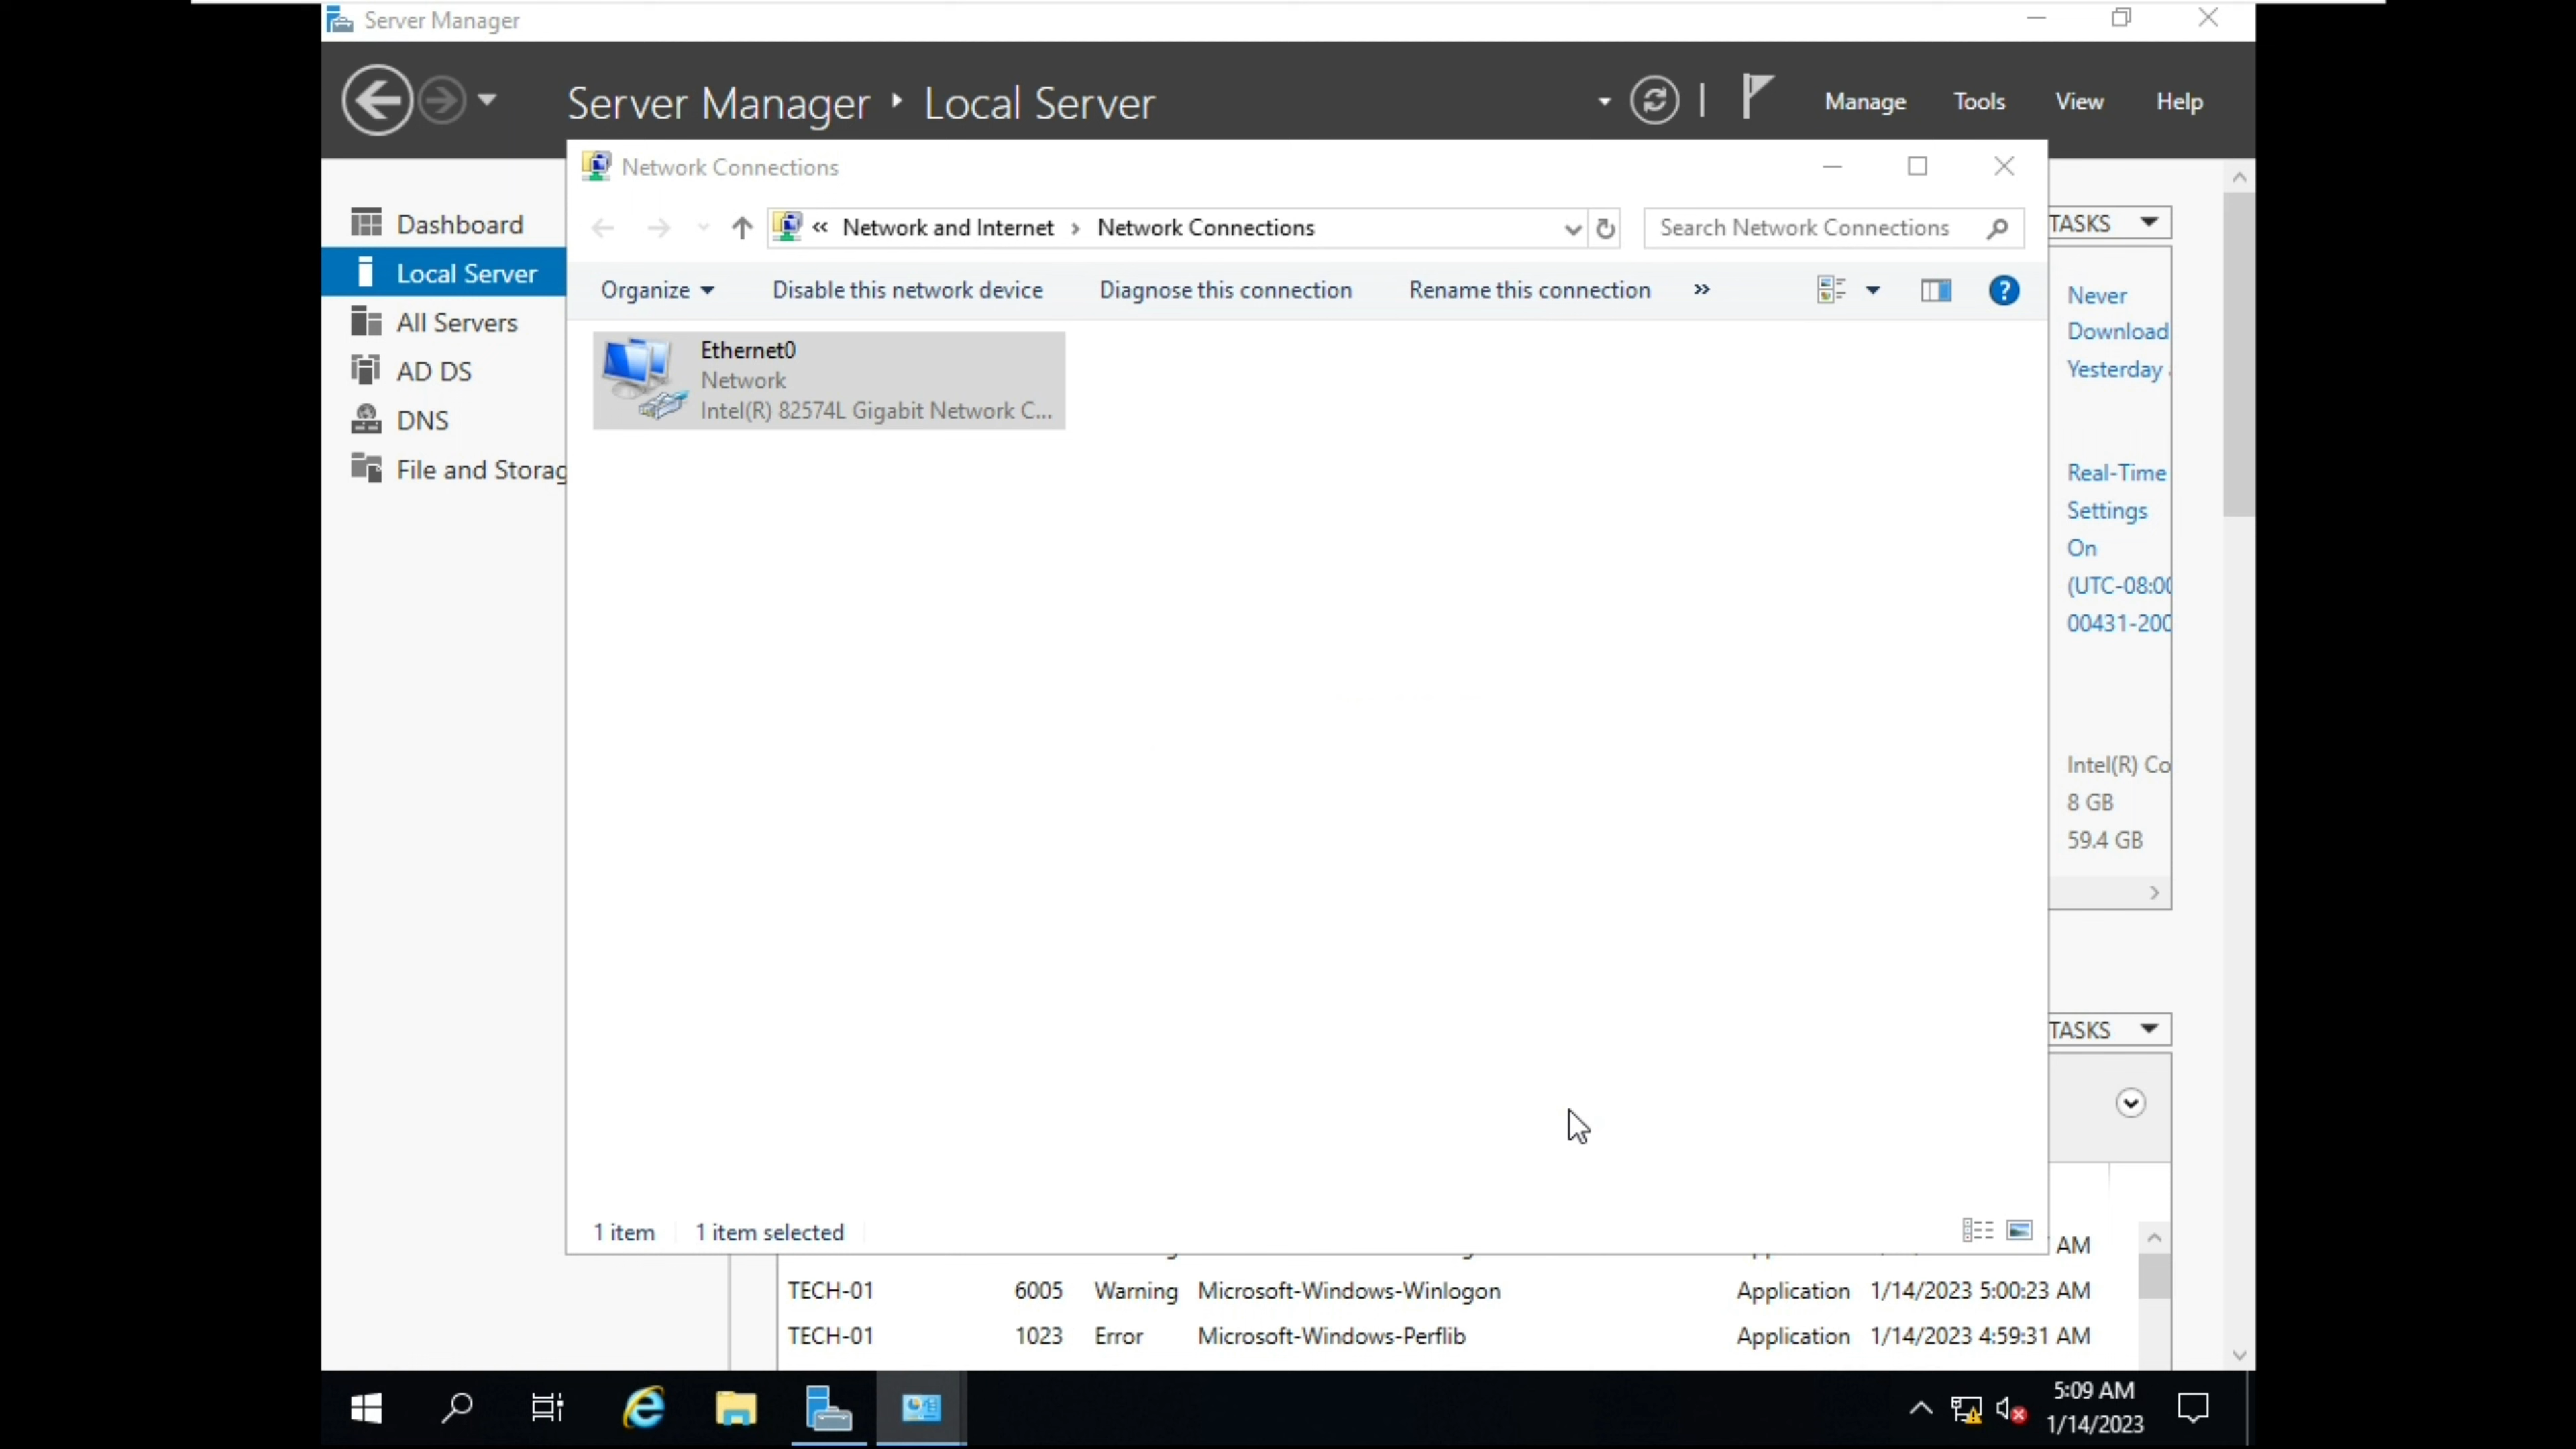 Server Manager
Server Manager ‣ Local Server
Manage Tools View Help
Network Connections
« Network and Internet › Network Connections
Search Network Connections
Organize
Disable this network device
Diagnose this connection
Rename this connection
»
Dashboard
Local Server
All Servers
AD DS
DNS
File and Storag
Ethernet0
Network
Intel(R) 82574L Gigabit Network C...
TASKS
Never
Download
Yesterday
Real-Time
Settings
On
(UTC-08:00
00431-200
Intel(R) Co
8 GB
59.4 GB
TASKS
1 item
1 item selected
AM
TECH-01 6005 Warning Microsoft-Windows-Winlogon Application 1/14/2023 5:00:23 AM
TECH-01 1023 Error Microsoft-Windows-Perflib Application 1/14/2023 4:59:31 AM
5:09 AM
1/14/2023